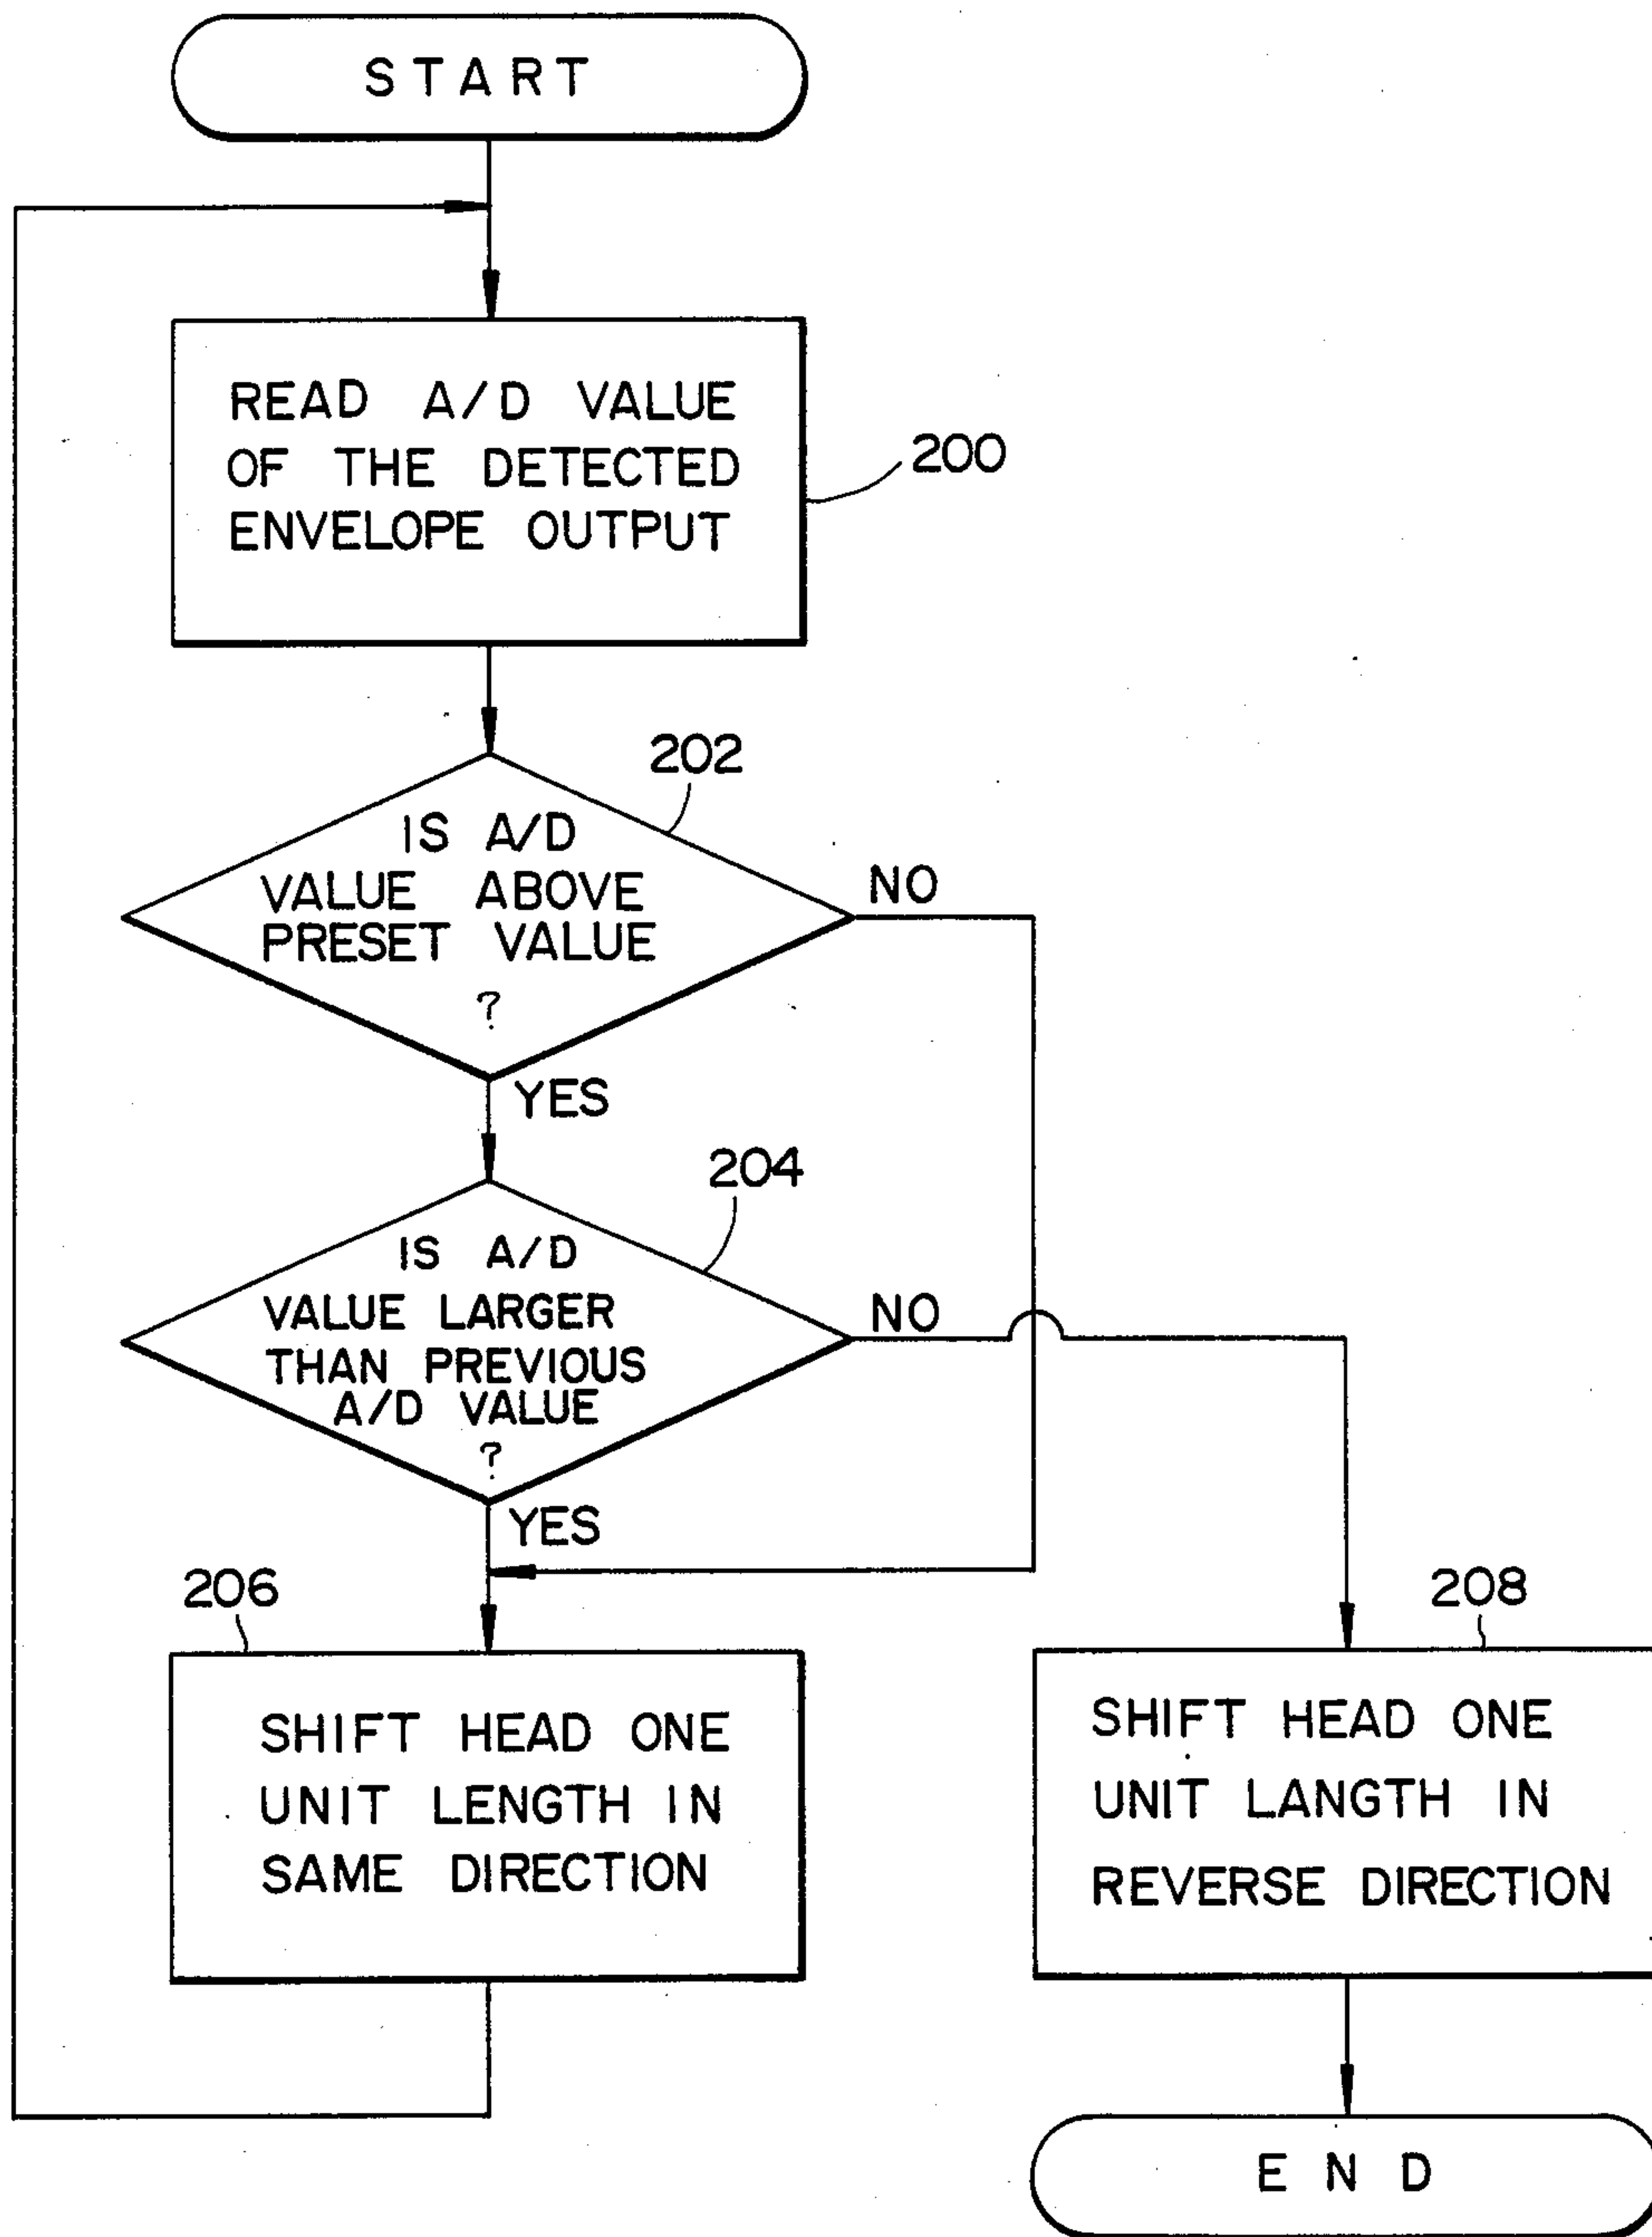 START
READ A/D VALUE
OF THE DETECTED
ENVELOPE OUTPUT
200
202
IS A/D
VALUE ABOVE
PRESET VALUE
?
NO
YES
204
IS A/D
VALUE LARGER
THAN PREVIOUS
A/D VALUE
?
NO
YES
206
SHIFT HEAD ONE
UNIT LENGTH IN
SAME DIRECTION
208
SHIFT HEAD ONE
UNIT LANGTH IN
REVERSE DIRECTION
END